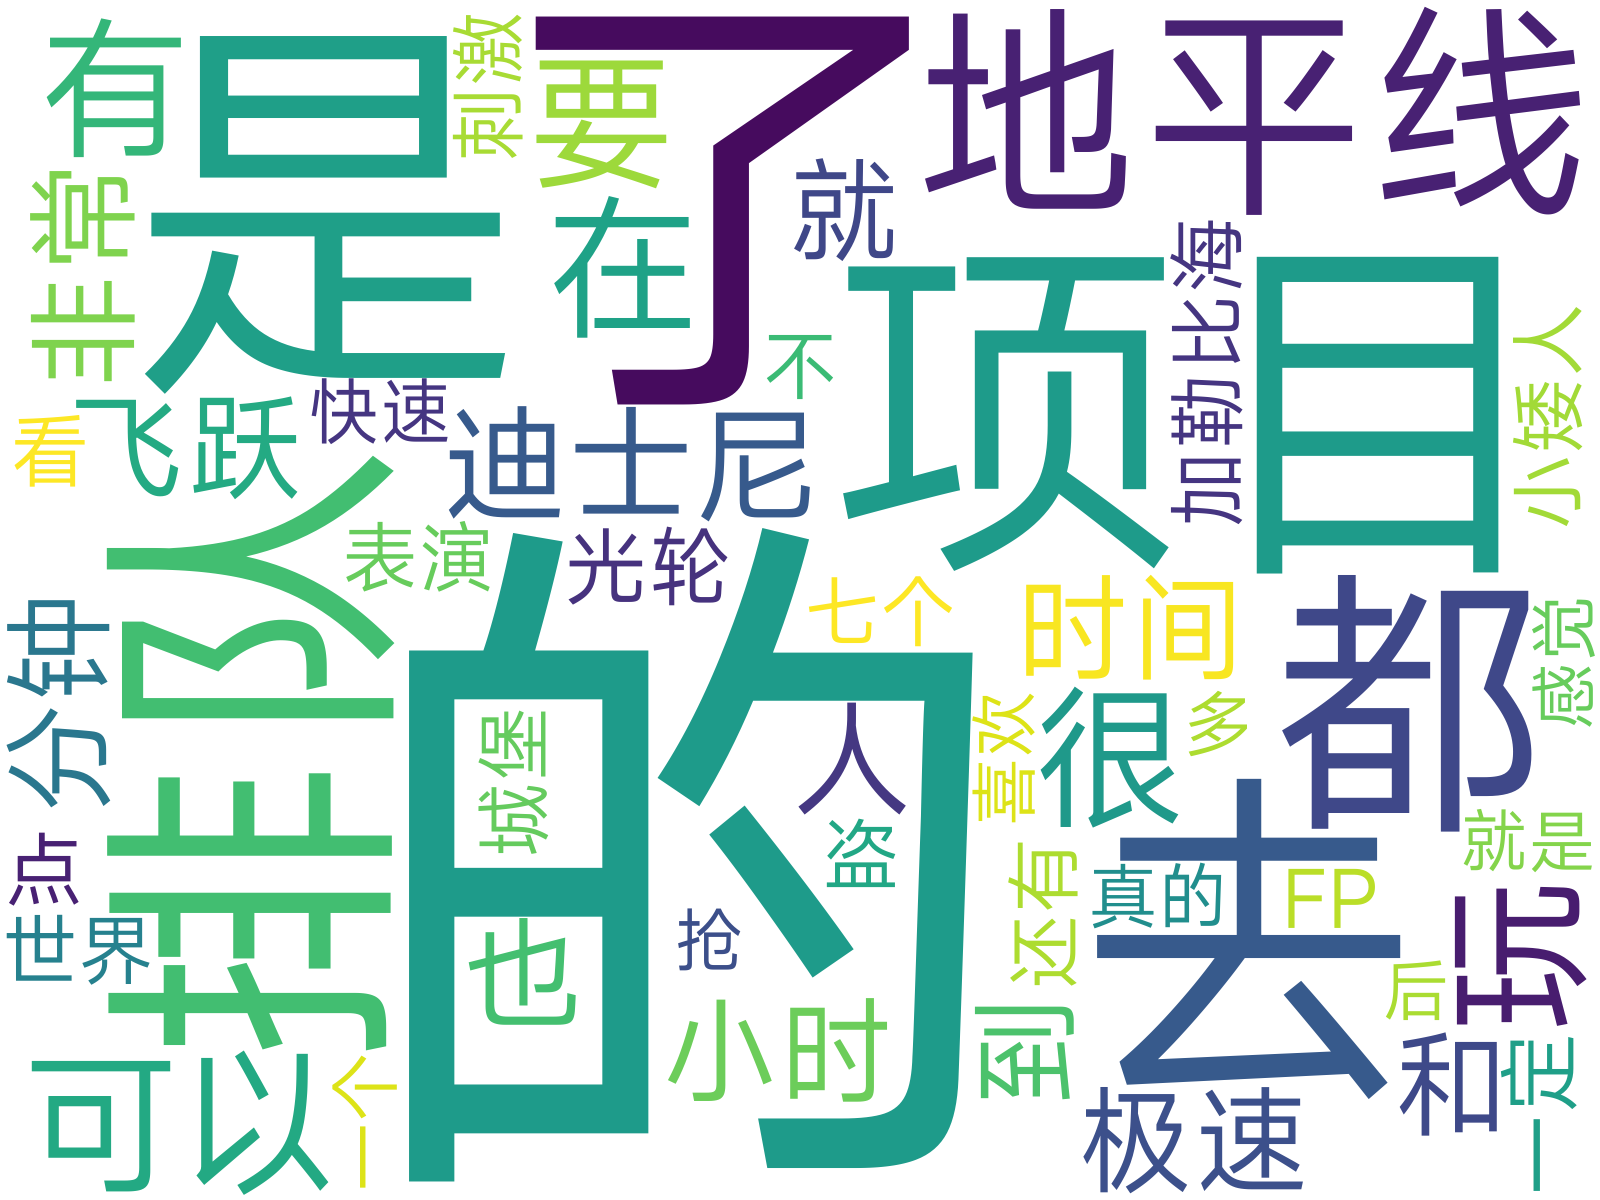 有
是
刺激
要
了
地平线
非常
在
就
项目
加勒比海
小矮人
不
看
飞跃
快速
迪士尼
排队
表演
光轮
的
七个
时间
都
感觉
分钟
城堡
人
喜欢
很
多
去
盗
还有
真的
FP
就是
玩
点
世界
也
抢
小时
到
后
和
一定
可以
一个
极速